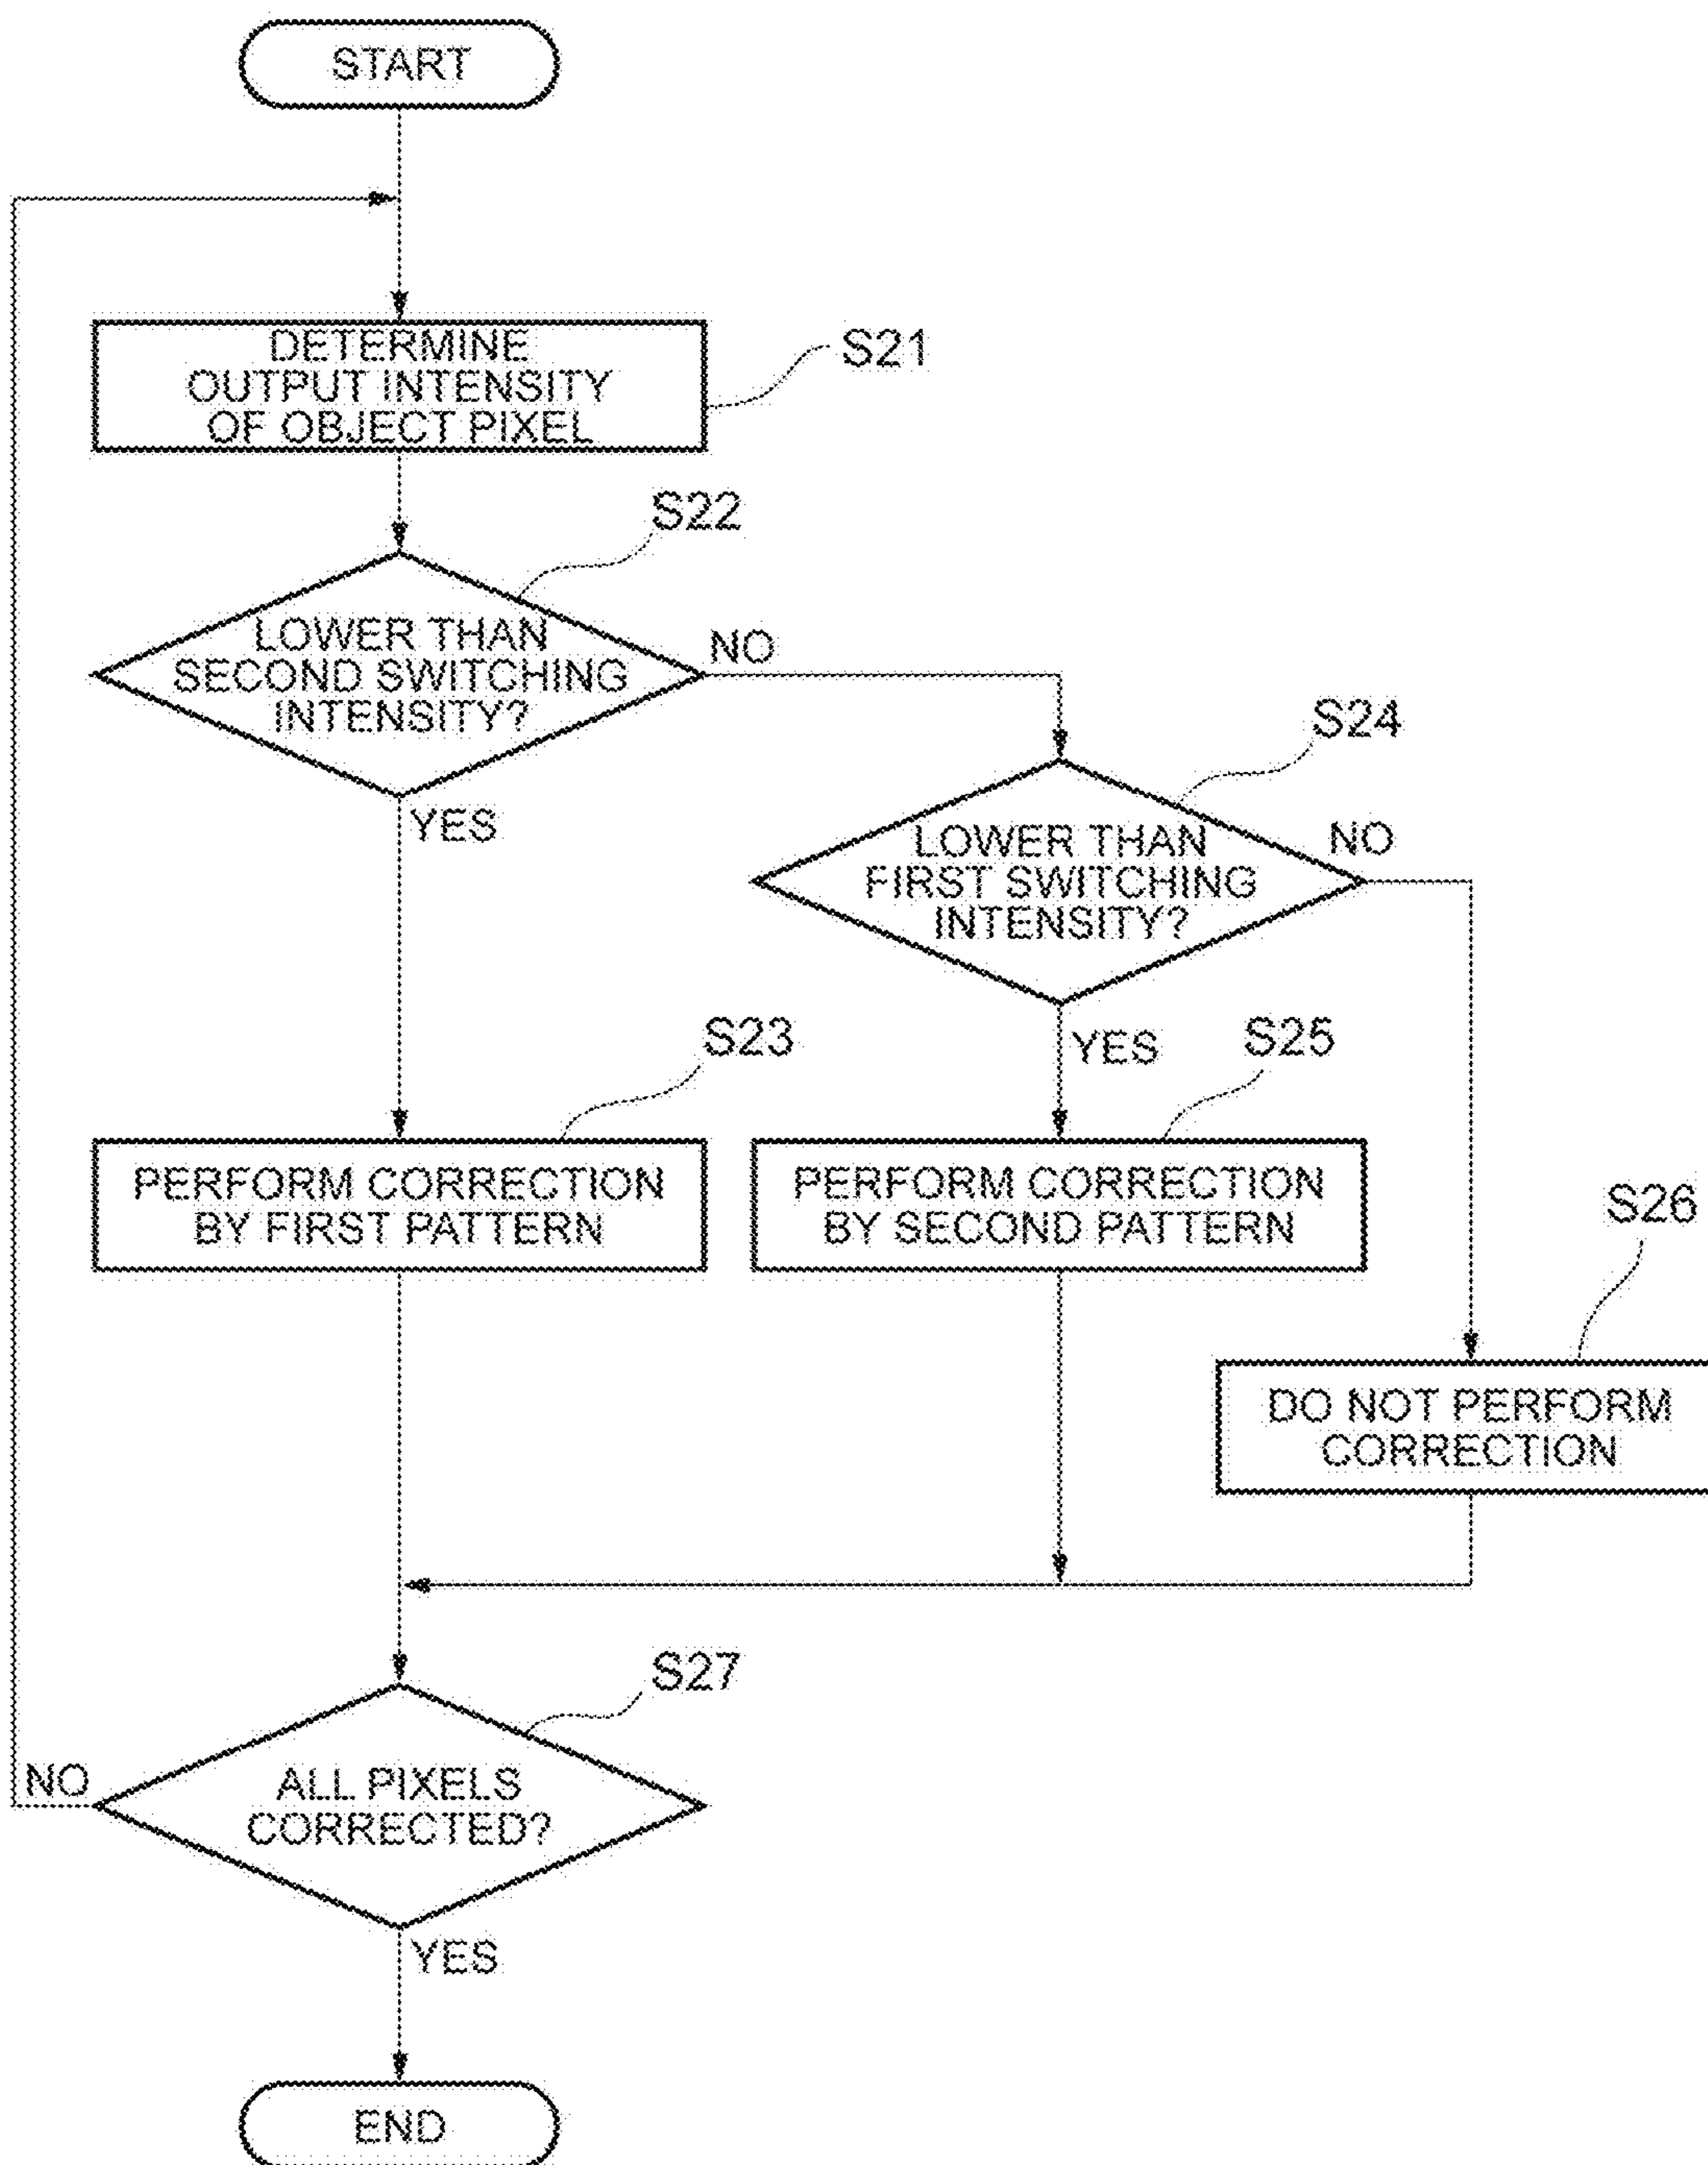 START
DETERMINE
OUTPUT INTENSITY
OF OBJECT PIXEL
S21
S22
LOWER THAN
SECOND SWITCHING
INTENSITY?
NO
YES
S24
LOWER THAN
FIRST SWITCHING
INTENSITY?
NO
YES
S23
PERFORM CORRECTION
BY FIRST PATTERN
S25
PERFORM CORRECTION
BY SECOND PATTERN
S26
DO NOT PERFORM
CORRECTION
S27
ALL PIXELS
CORRECTED?
NO
YES
END